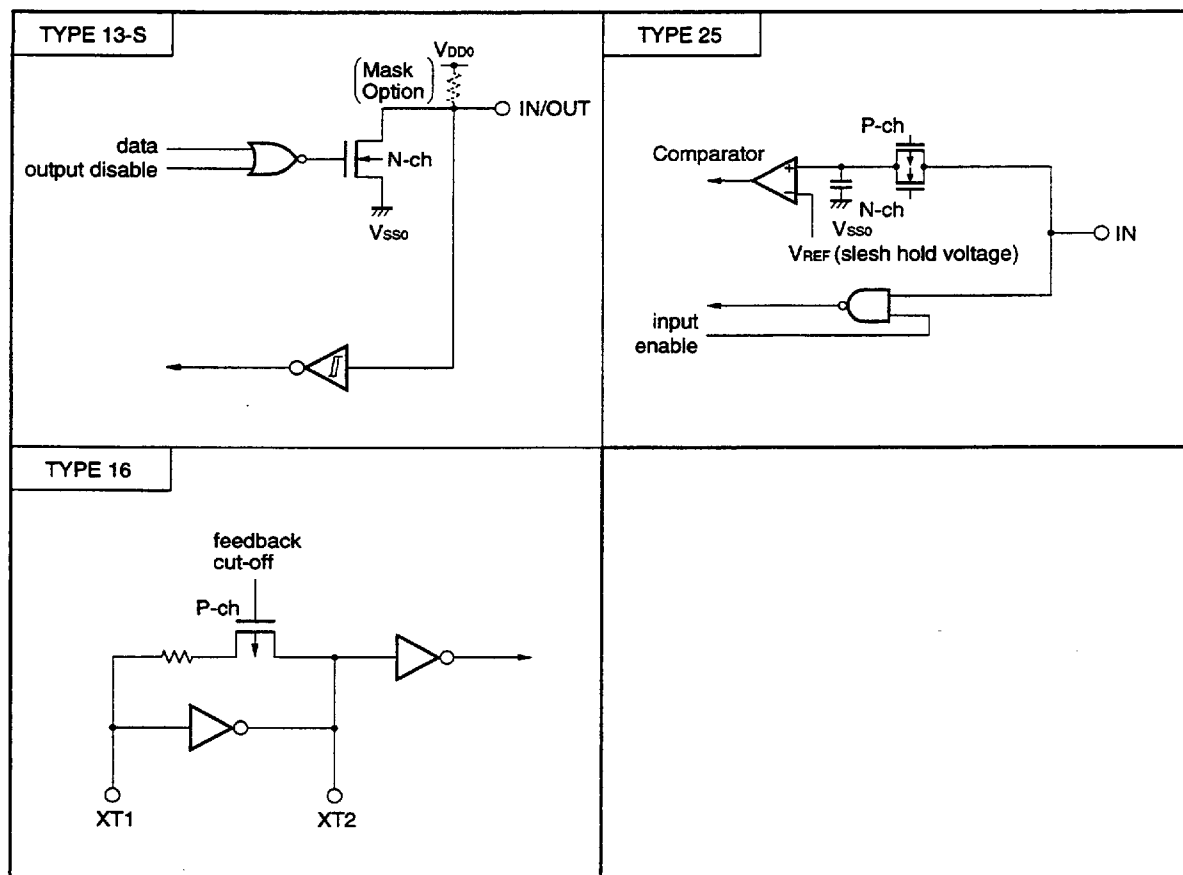 TYPE 13-S
VDD0
(Mask
Option)
IN/OUT
data
output disable
N-ch
VSS0
TYPE 25
P-ch
Comparator
+
−
N-ch
VSS0
VREF (slesh hold voltage)
IN
input
enable
TYPE 16
feedback
cut-off
P-ch
XT1
XT2